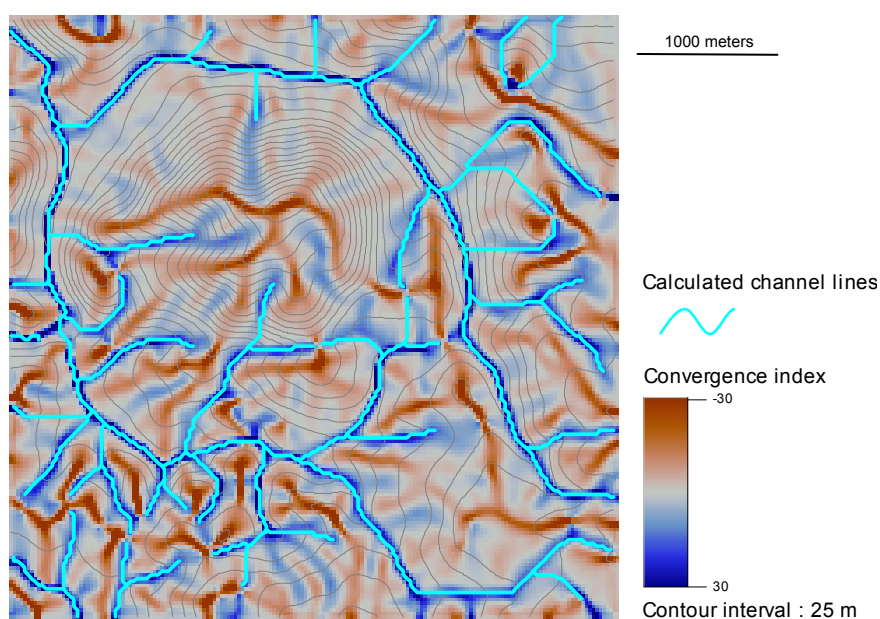 1000 meters
Calculated channel lines
Convergence index
-30
30
Contour interval : 25 m